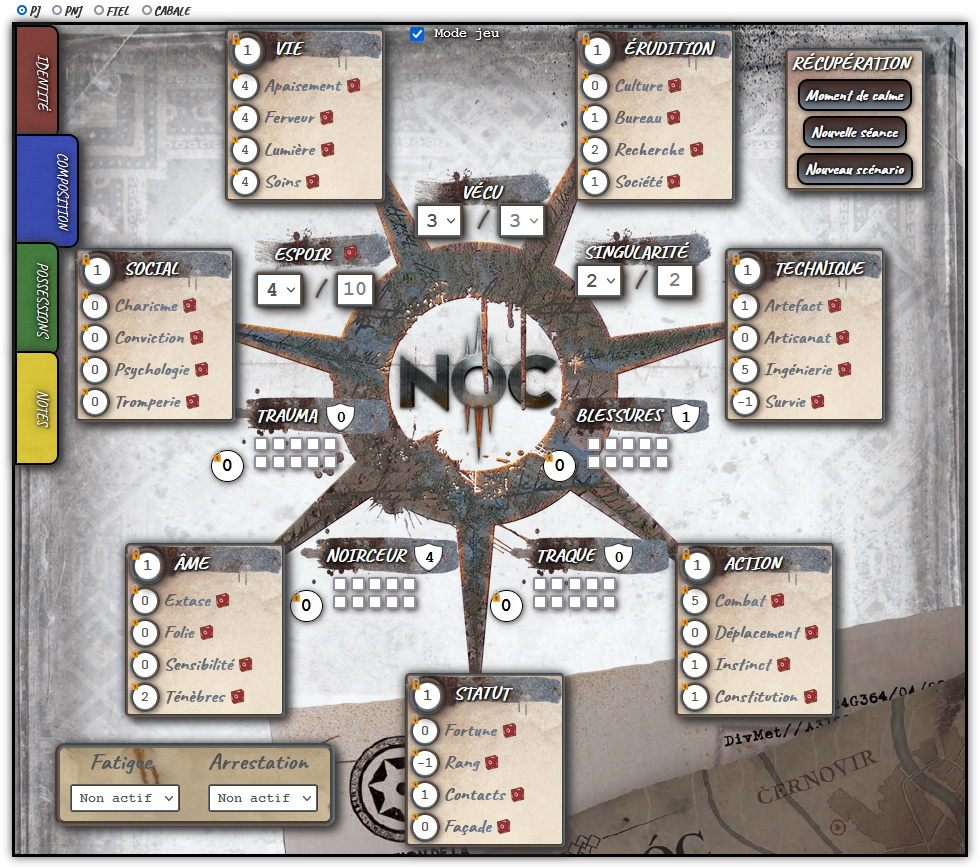 PJ PNJ FIEL CABALE
Mode jeu
IDENTITÉ
COMPOSITION
POSSESSIONS
NOTES
1 VIE
4 Apaisement
4 Ferveur
4 Lumière
4 Soins
1 ÉRUDITION
0 Culture
1 Bureau
2 Recherche
1 Société
RÉCUPÉRATION
Moment de calme
Nouvelle séance
Nouveau scénario
VÉCU
3 / 3
ESPOIR
4 / 10
SINGULARITÉ
2 / 2
1 SOCIAL
0 Charisme
0 Conviction
0 Psychologie
0 Tromperie
1 TECHNIQUE
1 Artefact
0 Artisanat
5 Ingénierie
-1 Survie
NOC
TRAUMA 0
0
BLESSURES 1
0
NOIRCEUR 4
0
TRAQUE 0
0
1 ÂME
0 Extase
0 Folie
0 Sensibilité
2 Ténèbres
1 ACTION
5 Combat
0 Déplacement
1 Instinct
1 Constitution
1 STATUT
0 Fortune
-1 Rang
1 Contacts
0 Façade
Fatigue Arrestation
Non actif Non actif
ČERNOVIR